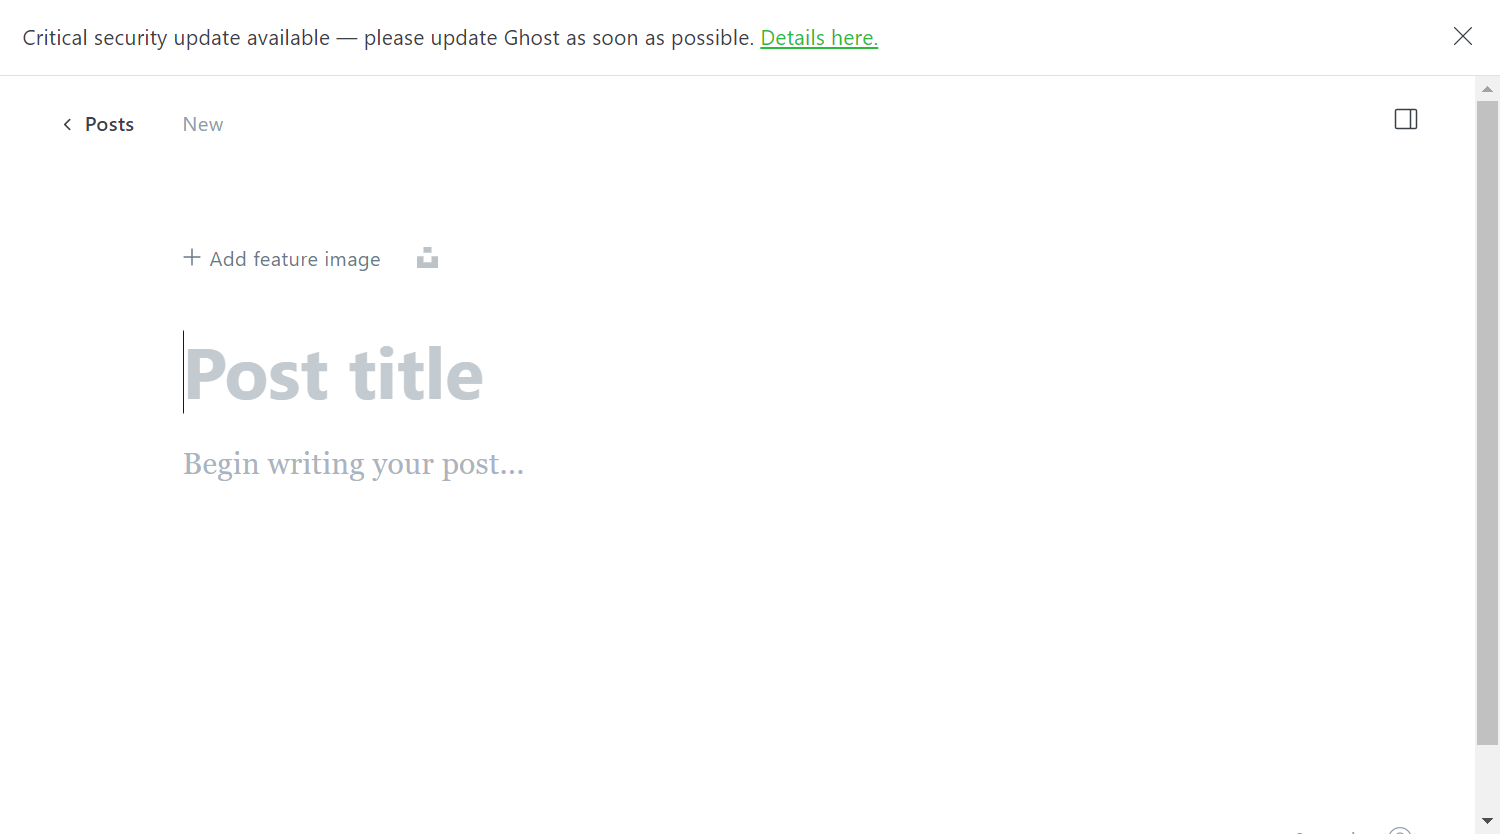 Critical security update available — please update Ghost as soon as possible. Details here.
Posts New
Add feature image
Post title
Begin writing your post...